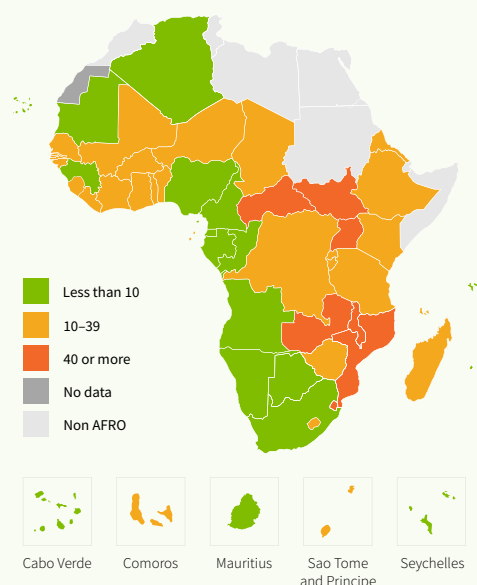 Less than 10
10–39
40 or more
No data
Non AFRO
Cabo Verde
Comoros
Mauritius
Sao Tome
and Principe
Seychelles